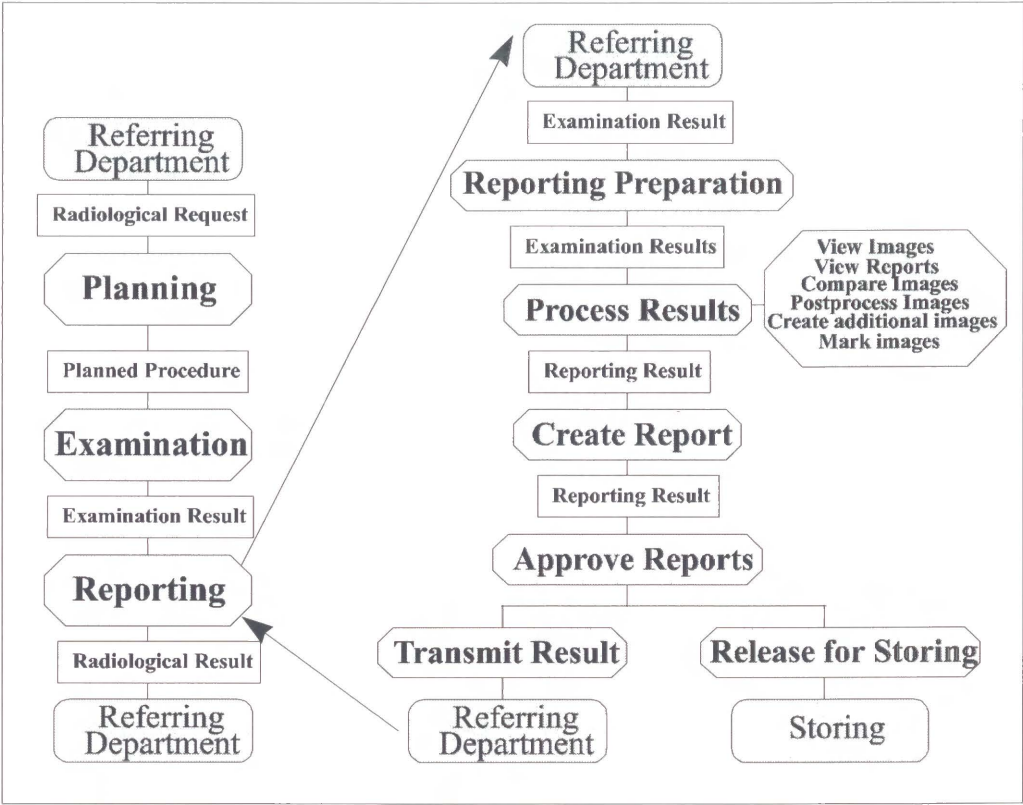 Referring
Department
Radiological Request
Planning
Planned Procedure
Examination
Examination Result
Reporting
Radiological Result
Referring
Department
Referring
Department
Examination Result
Reporting Preparation
Examination Results
Process Results
View Images
View Reports
Compare Images
Postprocess Images
Create additional images
Mark images
Reporting Result
Create Report
Reporting Result
Approve Reports
Transmit Result
Release for Storing
Referring
Department
Storing